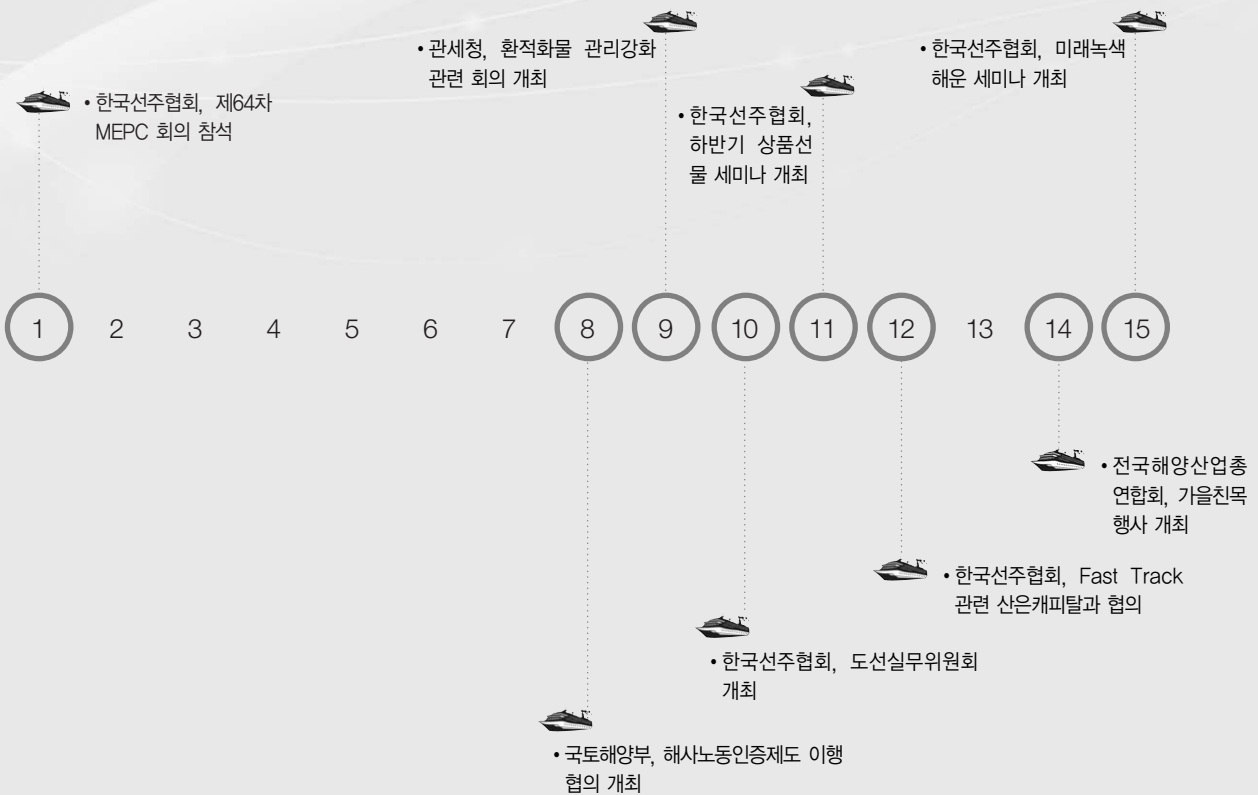 • 관세청, 환적화물 관리강화
관련 회의 개최
• 한국선주협회, 미래녹색
해운 세미나 개최
• 한국선주협회, 제64차
MEPC 회의 참석
• 한국선주협회,
하반기 상품선
물 세미나 개최
1 2 3 4 5 6 7 8 9 10 11 12 13 14 15
• 전국해양산업총
연합회, 가을친목
행사 개최
• 한국선주협회, Fast Track
관련 산은캐피탈과 협의
• 한국선주협회, 도선실무위원회
개최
• 국토해양부, 해사노동인증제도 이행
협의 개최